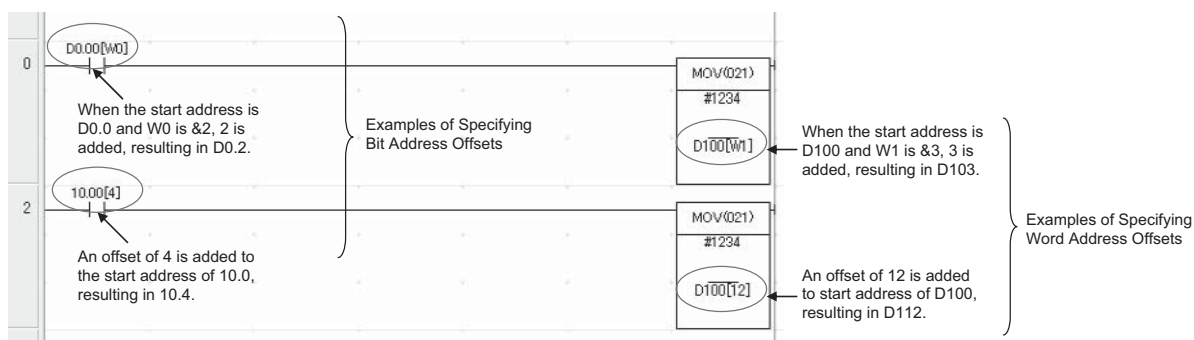 D0.00[W0]
0
When the start address is
D0.0 and W0 is &2, 2 is
added, resulting in D0.2.
Examples of Specifying
Bit Address Offsets
MOV(021)
#1234
D100[W1]
When the start address is
D100 and W1 is &3, 3 is
added, resulting in D103.
10.00[4]
2
An offset of 4 is added to
the start address of 10.0,
resulting in 10.4.
MOV(021)
#1234
D100[12]
An offset of 12 is added
to start address of D100,
resulting in D112.
Examples of Specifying
Word Address Offsets